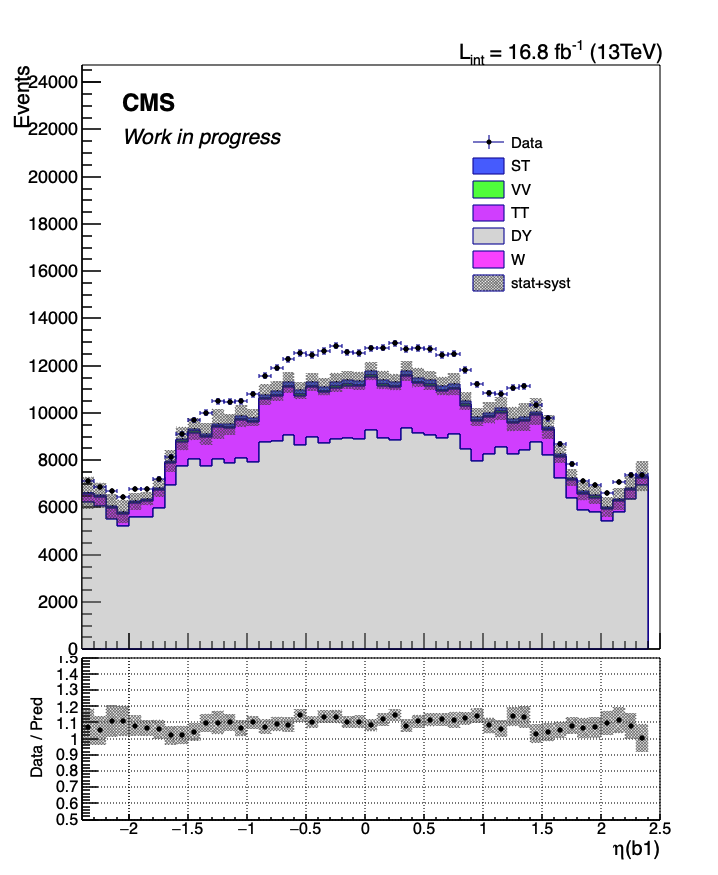 L_int = 16.8 fb⁻¹ (13TeV)
Events
24000
22000
20000
18000
16000
14000
12000
10000
8000
6000
4000
2000
0
CMS
Work in progress
Data
ST
VV
TT
DY
W
stat+syst
Data / Pred
1.5
1.4
1.3
1.2
1.1
1
0.9
0.8
0.7
0.6
0.5
−2 −1.5 −1 −0.5 0 0.5 1 1.5 2 2.5
η(b1)